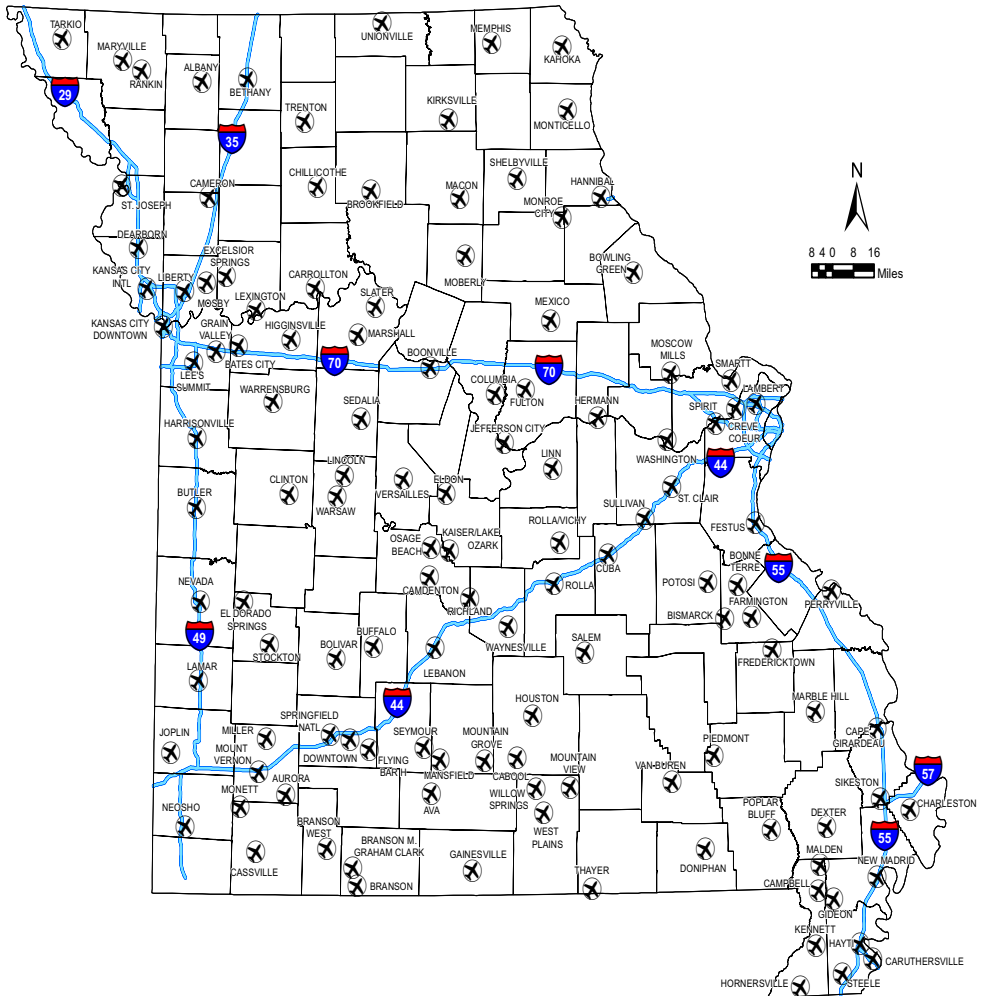 TARKIO
UNIONVILLE
MEMPHIS
KAHOKA
MARYVILLE
RANKIN
ALBANY
BETHANY
29
TRENTON
KIRKSVILLE
MONTICELLO
35
SHELBYVILLE
CHILLICOTHE
CAMERON
BROOKFIELD
MACON
HANNIBAL
MONROE
CITY
ST. JOSEPH
N
DEARBORN
EXCELSIOR
SPRINGS
BOWLING
GREEN
8 4 0 8 16
Miles
KANSAS CITY
INTL
LIBERTY
MOSBY
CARROLLTON
MOBERLY
LEXINGTON
SLATER
MEXICO
KANSAS CITY
DOWNTOWN
GRAIN
VALLEY
HIGGINSVILLE
MARSHALL
BATES CITY
70
BOONVILLE
70
MOSCOW
MILLS
SMARTT
LEE'S
SUMMIT
COLUMBIA
FULTON
HERMANN
LAMBERT
SPIRIT
CREVE
COEUR
WARRENSBURG
SEDALIA
HARRISONVILLE
JEFFERSON CITY
WASHINGTON
44
LINCOLN
LINN
CLINTON
WARSAW
VERSAILLES
ELDON
ST. CLAIR
BUTLER
SULLIVAN
ROLLA/VICHY
FESTUS
OSAGE
BEACH
KAISER/LAKE
OZARK
CUBA
BONNE
TERRE
55
CAMDENTON
ROLLA
POTOSI
NEVADA
RICHLAND
FARMINGTON
PERRYVILLE
EL DORADO
SPRINGS
BISMARCK
49
STOCKTON
BOLIVAR
BUFFALO
WAYNESVILLE
SALEM
LEBANON
FREDERICKTOWN
LAMAR
44
HOUSTON
MARBLE HILL
SPRINGFIELD
NATL
JOPLIN
MILLER
SEYMOUR
MOUNTAIN
GROVE
PIEDMONT
CAPE
GIRARDEAU
MOUNT
VERNON
DOWNTOWN
FLYING
BAR H
MANSFIELD
CABOOL
MOUNTAIN
VIEW
VAN BUREN
57
AURORA
MONETT
AVA
WILLOW
SPRINGS
SIKESTON
CHARLESTON
NEOSHO
BRANSON
WEST
WEST
PLAINS
POPLAR
BLUFF
DEXTER
55
CASSVILLE
BRANSON M.
GRAHAM CLARK
BRANSON
GAINESVILLE
THAYER
DONIPHAN
MALDEN
NEW MADRID
CAMPBELL
GIDEON
KENNETT
HAYTI
CARUTHERSVILLE
HORNERSVILLE
STEELE